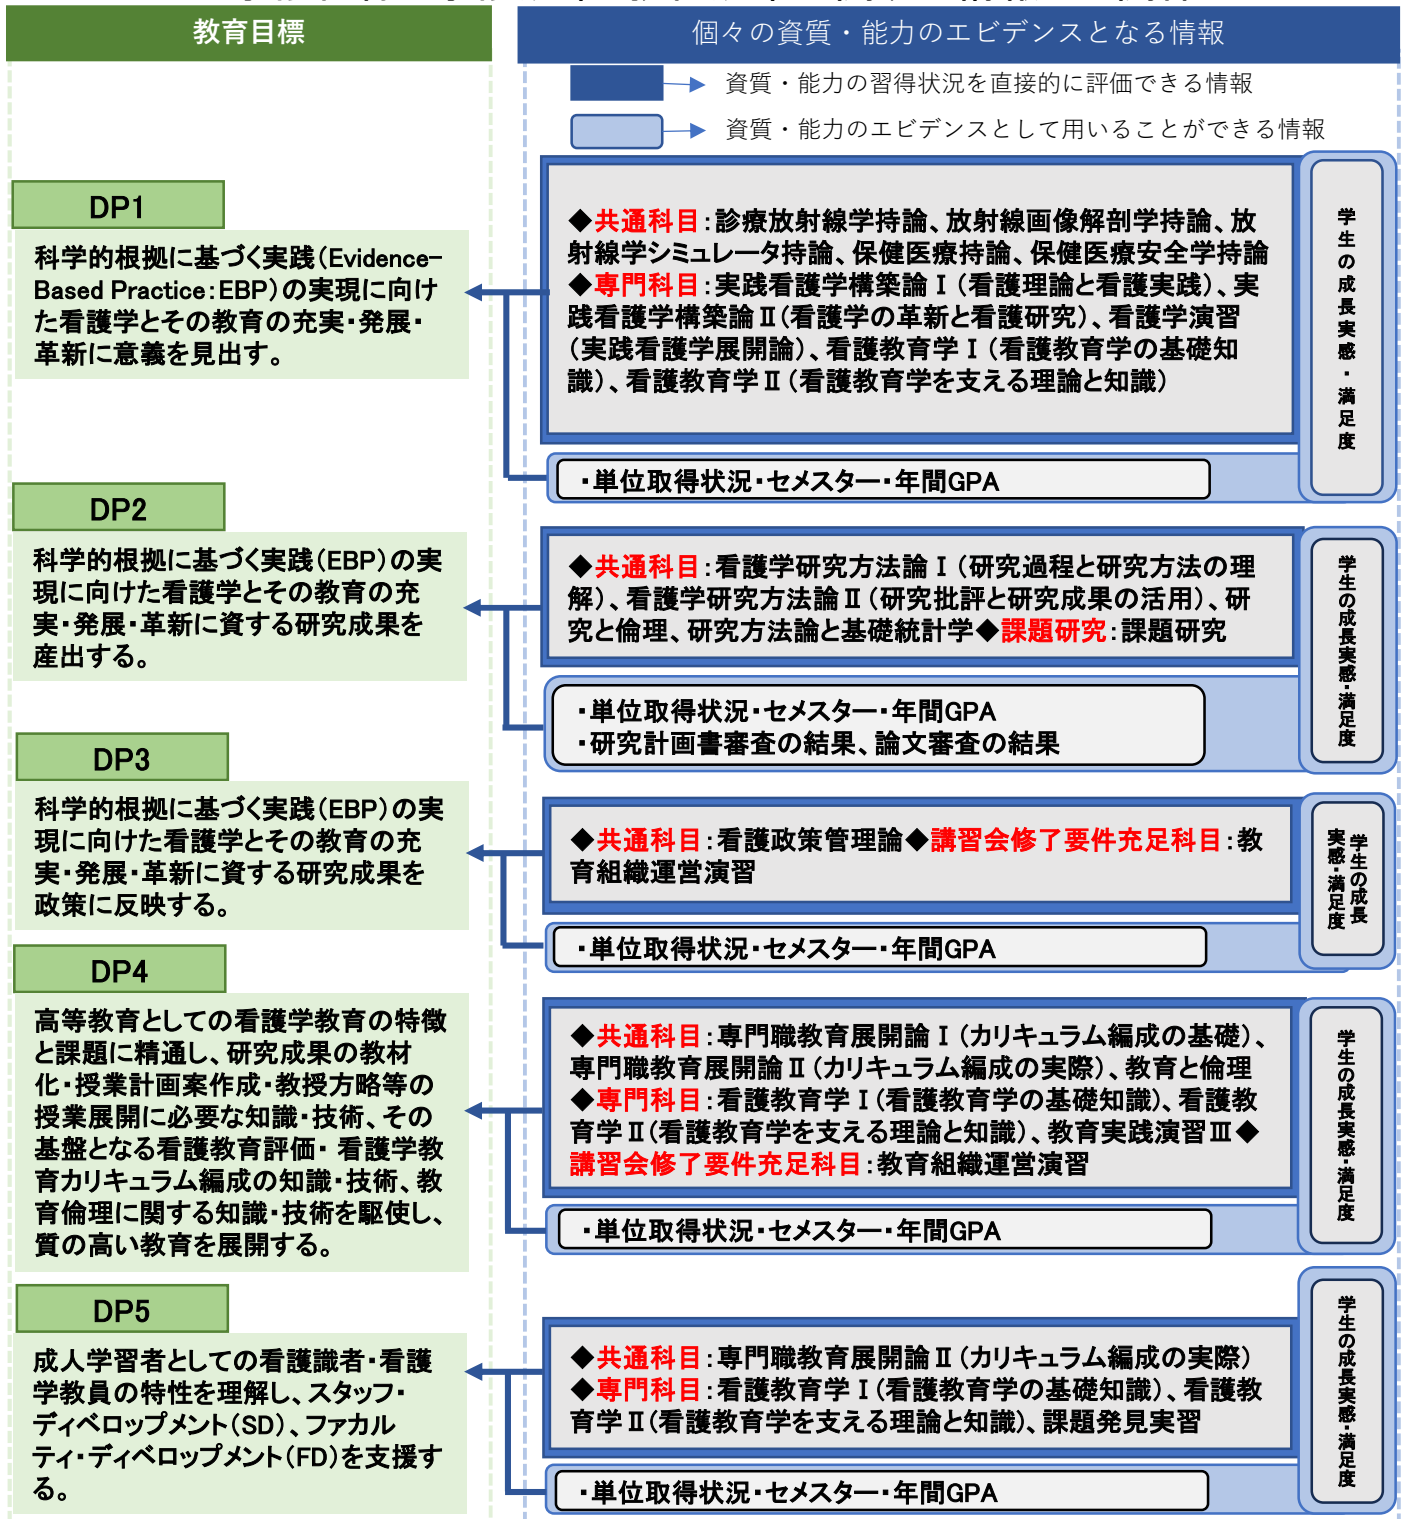 教育目標
個々の資質・能力のエビデンスとなる情報
資質・能力の習得状況を直接的に評価できる情報
資質・能力のエビデンスとして用いることができる情報
DP1
科学的根拠に基づく実践(Evidence-
Based Practice:EBP)の実現に向け
た看護学とその教育の充実・発展・
革新に意義を見出す。
◆共通科目:診療放射線学持論、放射線画像解剖学持論、放
射線学シミュレータ持論、保健医療持論、保健医療安全学持論
◆専門科目:実践看護学構築論Ⅰ(看護理論と看護実践)、実
践看護学構築論Ⅱ(看護学の革新と看護研究)、看護学演習
(実践看護学展開論)、看護教育学Ⅰ(看護教育学の基礎知
識)、看護教育学Ⅱ(看護教育学を支える理論と知識)
・単位取得状況・セメスター・年間GPA
学生の成長実感・満足度
DP2
科学的根拠に基づく実践(EBP)の実
現に向けた看護学とその教育の充
実・発展・革新に資する研究成果を
産出する。
◆共通科目:看護学研究方法論Ⅰ(研究過程と研究方法の理
解)、看護学研究方法論Ⅱ(研究批評と研究成果の活用)、研
究と倫理、研究方法論と基礎統計学◆課題研究:課題研究
・単位取得状況・セメスター・年間GPA
・研究計画書審査の結果、論文審査の結果
学生の成長実感・満足度
DP3
科学的根拠に基づく実践(EBP)の実
現に向けた看護学とその教育の充
実・発展・革新に資する研究成果を
政策に反映する。
◆共通科目:看護政策管理論◆講習会修了要件充足科目:教
育組織運営演習
・単位取得状況・セメスター・年間GPA
学生の成長
実感・満足度
DP4
高等教育としての看護学教育の特徴
と課題に精通し、研究成果の教材
化・授業計画案作成・教授方略等の
授業展開に必要な知識・技術、その
基盤となる看護教育評価・ 看護学教
育カリキュラム編成の知識・技術、教
育倫理に関する知識・技術を駆使し、
質の高い教育を展開する。
◆共通科目:専門職教育展開論Ⅰ(カリキュラム編成の基礎)、
専門職教育展開論Ⅱ(カリキュラム編成の実際)、教育と倫理
◆専門科目:看護教育学Ⅰ(看護教育学の基礎知識)、看護教
育学Ⅱ(看護教育学を支える理論と知識)、教育実践演習Ⅲ◆
講習会修了要件充足科目:教育組織運営演習
・単位取得状況・セメスター・年間GPA
学生の成長実感・満足度
DP5
成人学習者としての看護識者・看護
学教員の特性を理解し、スタッフ・
ディベロップメント(SD)、ファカル
ティ・ディベロップメント(FD)を支援す
る。
◆共通科目:専門職教育展開論Ⅱ(カリキュラム編成の実際)
◆専門科目:看護教育学Ⅰ(看護教育学の基礎知識)、看護教
育学Ⅱ(看護教育学を支える理論と知識)、課題発見実習
・単位取得状況・セメスター・年間GPA
学生の成長実感・満足度